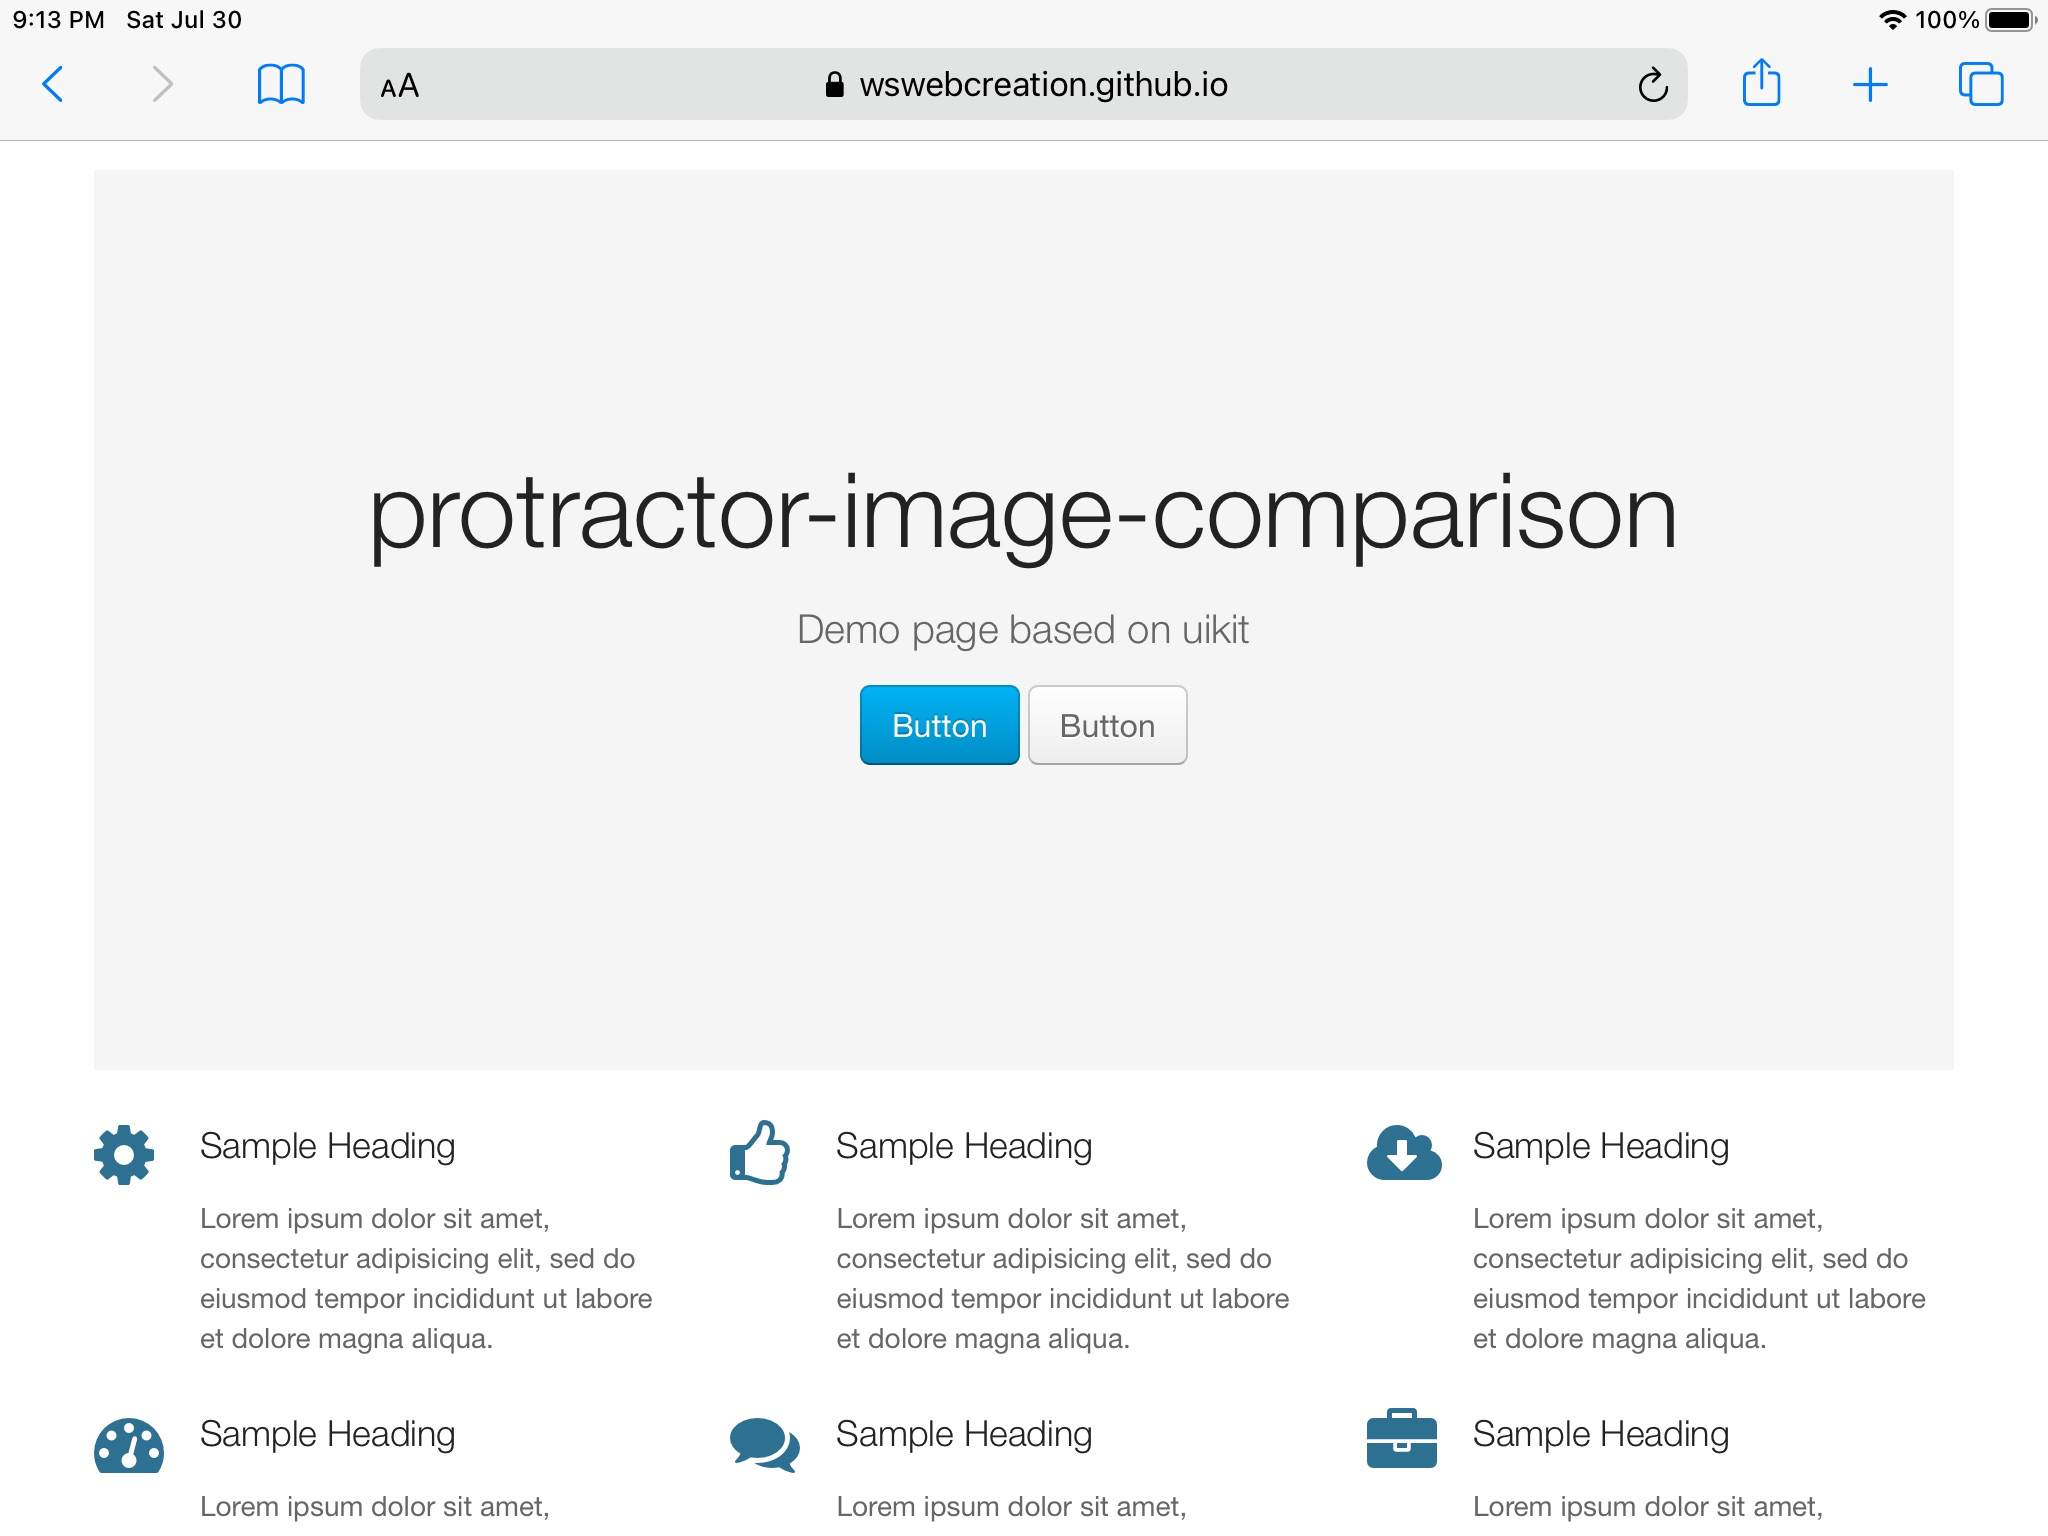 9:13 PM Sat Jul 30 100%
AA wswebcreation.github.io
protractor-image-comparison
Demo page based on uikit
Button Button
Sample Heading
Lorem ipsum dolor sit amet,
consectetur adipisicing elit, sed do
eiusmod tempor incididunt ut labore
et dolore magna aliqua.
Sample Heading
Lorem ipsum dolor sit amet,
consectetur adipisicing elit, sed do
eiusmod tempor incididunt ut labore
et dolore magna aliqua.
Sample Heading
Lorem ipsum dolor sit amet,
consectetur adipisicing elit, sed do
eiusmod tempor incididunt ut labore
et dolore magna aliqua.
Sample Heading
Lorem ipsum dolor sit amet,
Sample Heading
Lorem ipsum dolor sit amet,
Sample Heading
Lorem ipsum dolor sit amet,